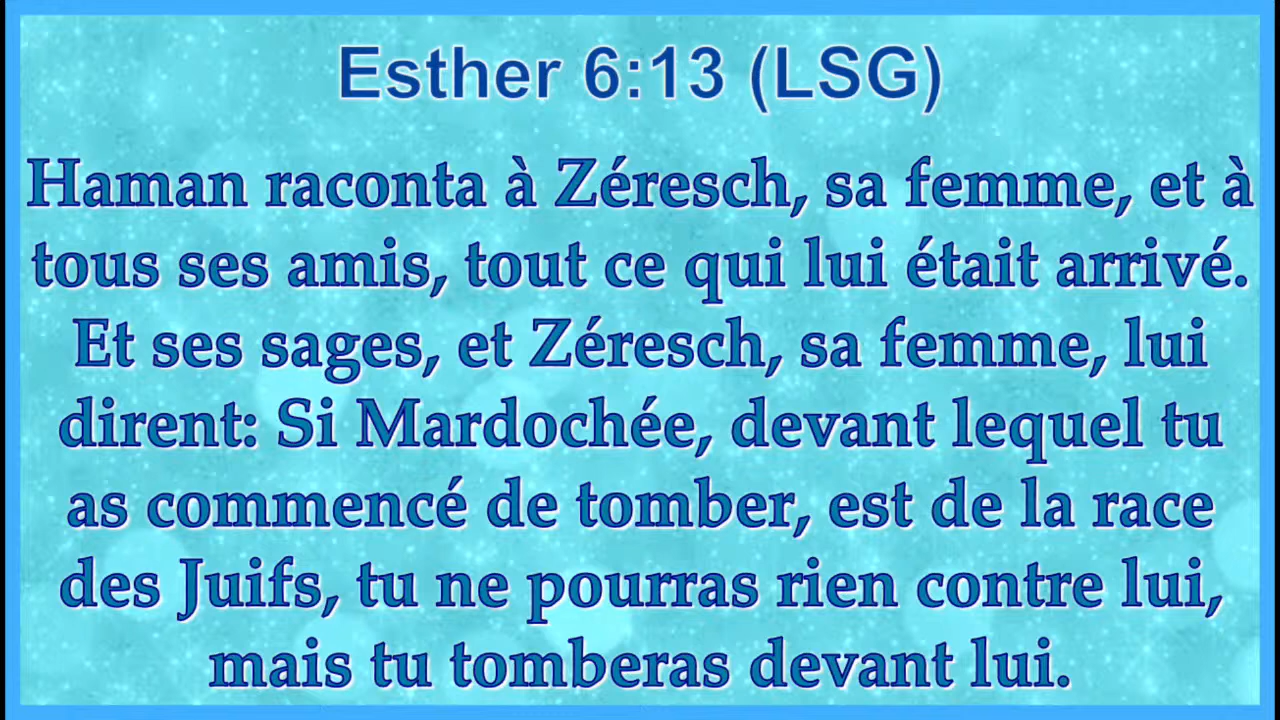 Esther 6:13 (LSG)
Haman raconta à Zéresch, sa femme, et à
tous ses amis, tout ce qui lui était arrivé.
Et ses sages, et Zéresch, sa femme, lui
dirent: Si Mardochée, devant lequel tu
as commencé de tomber, est de la race
des Juifs, tu ne pourras rien contre lui,
mais tu tomberas devant lui.